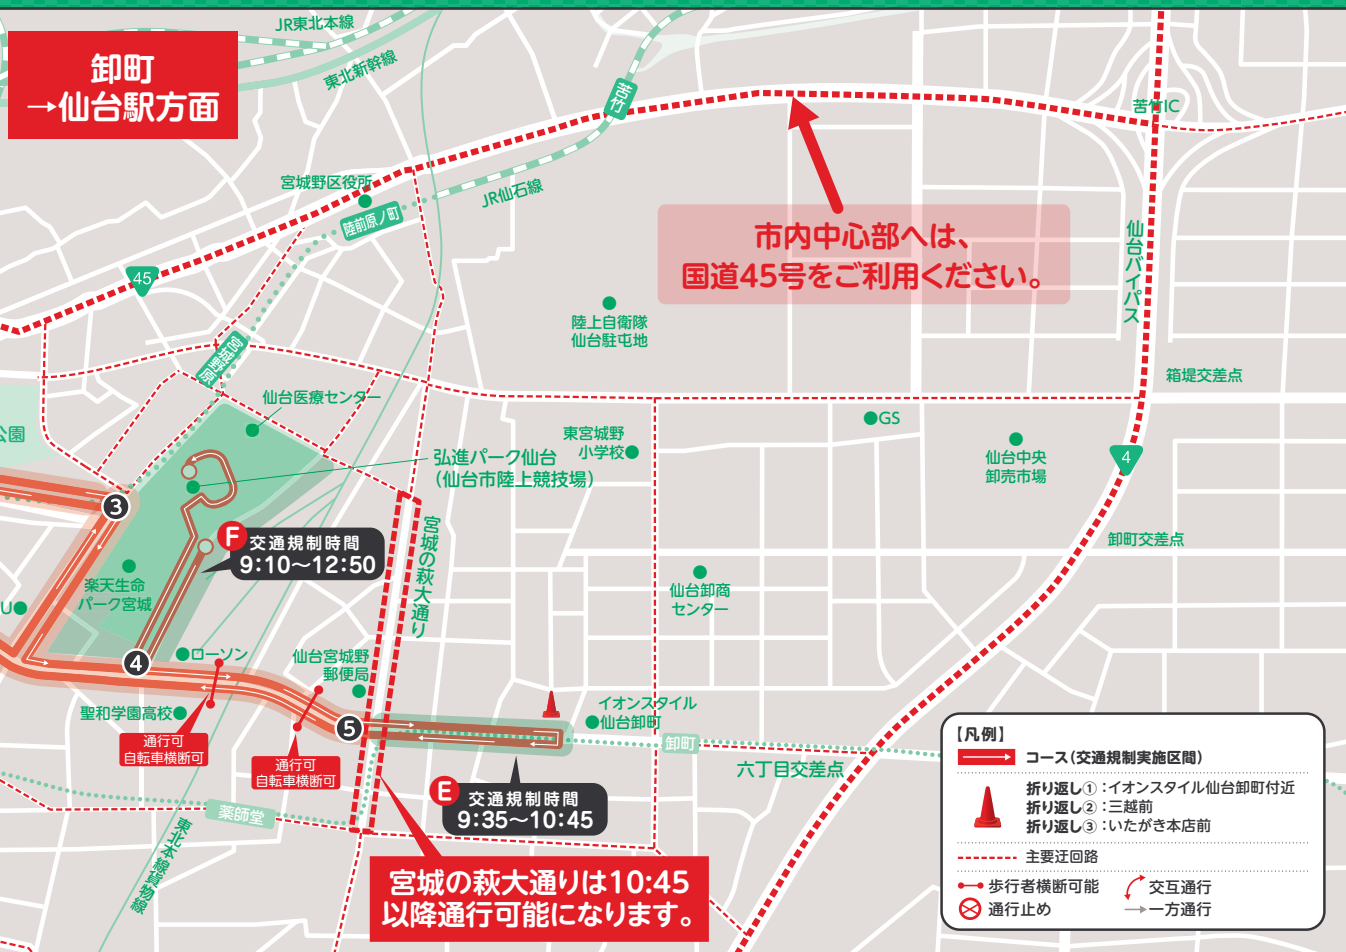 卸町
→仙台駅方面
JR東北本線
東北新幹線
苦竹
苦竹IC
宮城野区役所
JR仙石線
陸前原ノ町
45
市内中心部へは、
国道45号をご利用ください。
仙台バイパス
陸上自衛隊
仙台駐屯地
宮城野原
箱堤交差点
仙台医療センター
公園
GS
東宮城野
小学校
弘進パーク仙台
(仙台市陸上競技場)
仙台中央
卸売市場
4
3
宮城の萩大通り
F
交通規制時間
9:10〜12:50
卸町交差点
楽天生命
パーク宮城
U
仙台卸商
センター
4
ローソン
仙台宮城野
郵便局
聖和学園高校
5
イオンスタイル
仙台卸町
卸町
通行可
自転車横断可
通行可
自転車横断可
六丁目交差点
薬師堂
E
交通規制時間
9:35〜10:45
東北本線貨物線
宮城の萩大通りは10:45
以降通行可能になります。
【凡例】
コース(交通規制実施区間)
折り返し①:イオンスタイル仙台卸町付近
折り返し②:三越前
折り返し③:いたがき本店前
主要迂回路
歩行者横断可能
交互通行
通行止め
一方通行